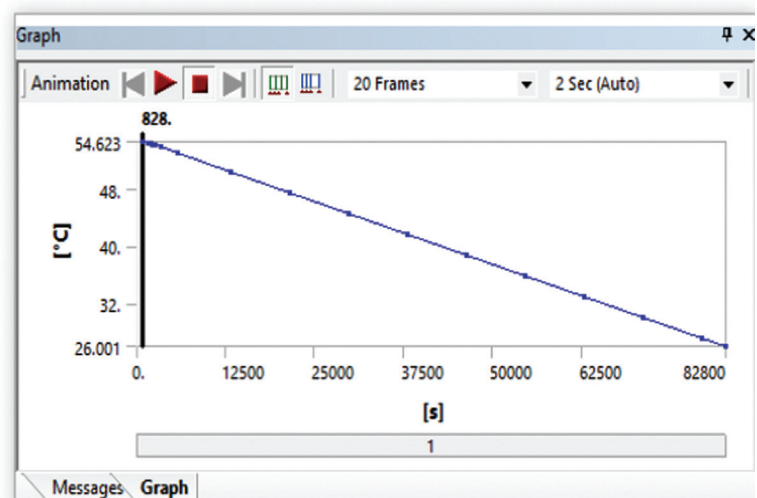 Graph
Animation 20 Frames 2 Sec (Auto)
828.
54.623
48.
[°C]
40.
32.
26.001
0. 12500 25000 37500 50000 62500 82800
[s]
1
Messages Graph